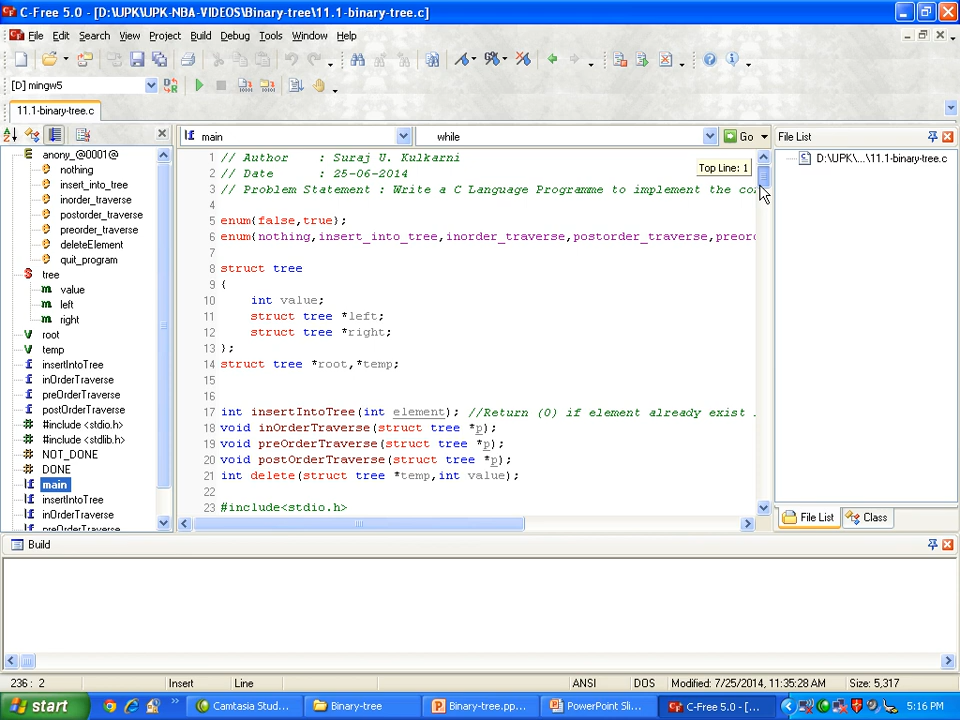 C-Free 5.0 - [D:\UPK\UPK-NBA-VIDEOS\Binary-tree\11.1-binary-tree.c]
File Edit Search View Project Build Debug Tools Window Help
[D] mingw5
11.1-binary-tree.c
main
while
Go
File List
anony_@0001@
nothing
insert_into_tree
inorder_traverse
postorder_traverse
preorder_traverse
deleteElement
quit_program
tree
value
left
right
root
temp
insertIntoTree
inOrderTraverse
preOrderTraverse
postOrderTraverse
#include <stdio.h>
#include <stdlib.h>
NOT_DONE
DONE
main
insertIntoTree
inOrderTraverse
preOrderTraverse
1 // Author : Suraj U. Kulkarni
2 // Date : 25-06-2014
3 // Problem Statement : Write a C Language Programme to implement the co
4
5 enum{false,true};
6 enum{nothing,insert_into_tree,inorder_traverse,postorder_traverse,preor
7
8 struct tree
9 {
10 int value;
11 struct tree *left;
12 struct tree *right;
13 };
14 struct tree *root,*temp;
15
16
17 int insertIntoTree(int element); //Return (0) if element already exist
18 void inOrderTraverse(struct tree *p);
19 void preOrderTraverse(struct tree *p);
20 void postOrderTraverse(struct tree *p);
21 int delete(struct tree *temp,int value);
22
23 #include<stdio.h>
Top Line: 1
D:\UPK\...\11.1-binary-tree.c
File List Class
Build
236 : 2 Insert Line ANSI DOS Modified: 7/25/2014, 11:35:28 AM Size: 5,317
start Camtasia Stud... Binary-tree Binary-tree.pp... PowerPoint Sli... C-Free 5.0 - [... 5:16 PM